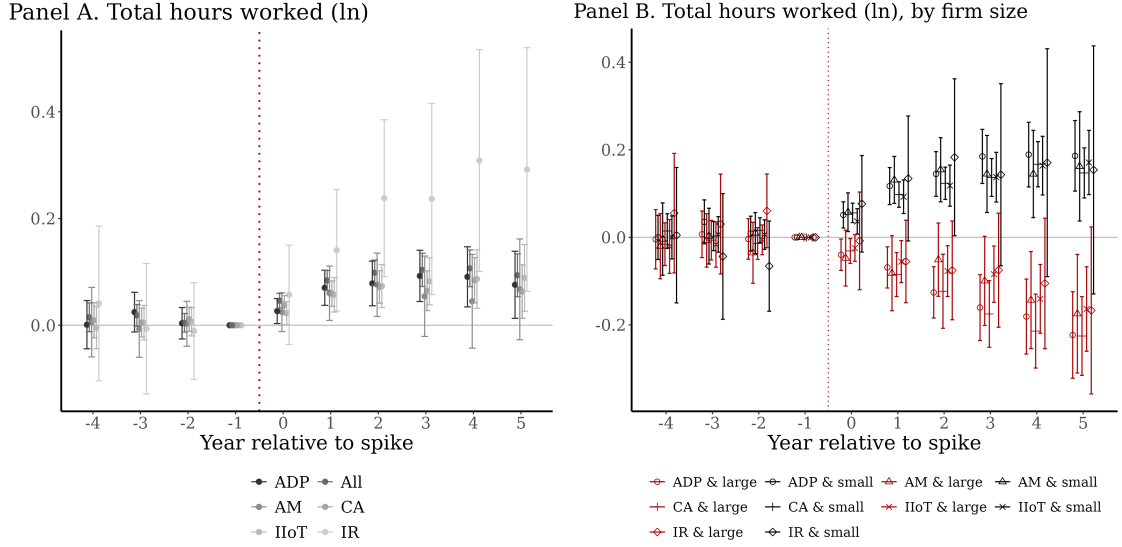 Panel A. Total hours worked (ln)
0.4
0.2
0.0
-4 -3 -2 -1 0 1 2 3 4 5
Year relative to spike
ADP All
AM CA
IIoT IR
Panel B. Total hours worked (ln), by firm size
0.4
0.2
0.0
-0.2
-4 -3 -2 -1 0 1 2 3 4 5
Year relative to spike
ADP & large ADP & small AM & large AM & small
CA & large CA & small IIoT & large IIoT & small
IR & large IR & small